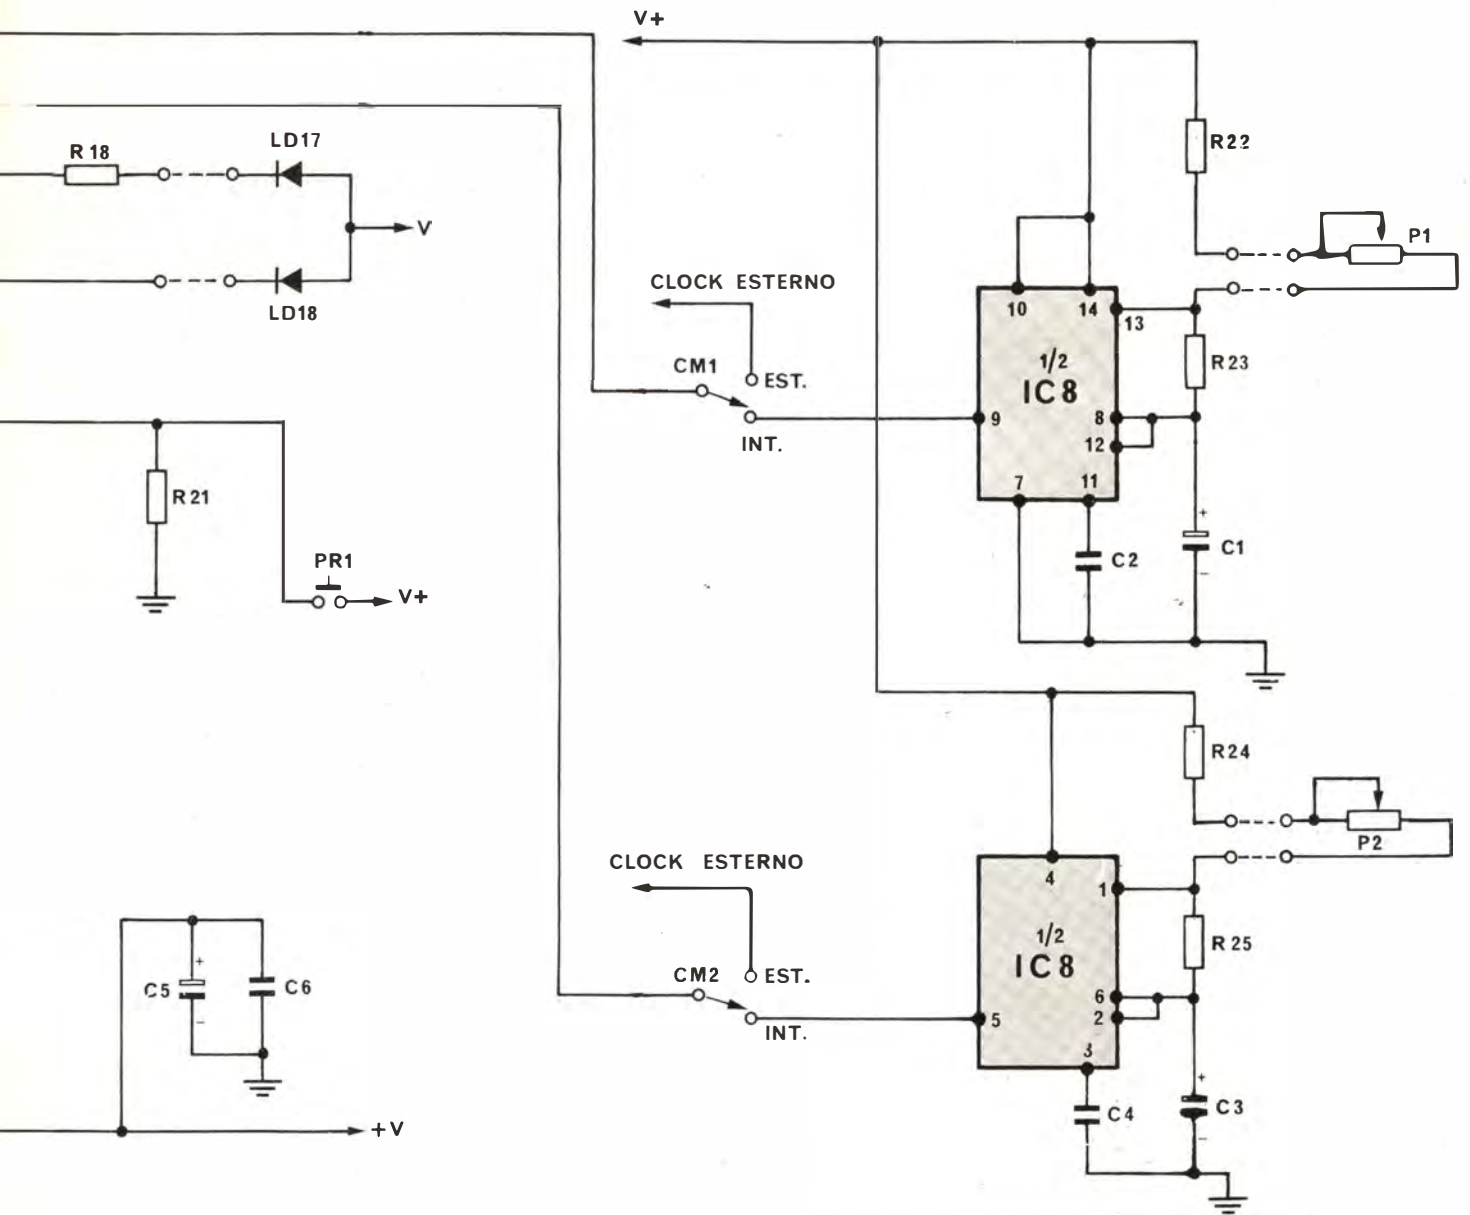 V+
R 18
LD17
V
LD18
R22
P1
CLOCK ESTERNO
10
14
13
1/2
IC8
R23
CM1
EST.
INT.
9
8
12
7
11
R 21
PR1
V+
C2
+
C1
–
R24
P2
CLOCK ESTERNO
4
1
1/2
IC8
R 25
CM2
EST.
INT.
5
6
2
3
C4
+
C3
–
+
C5
–
C6
+V